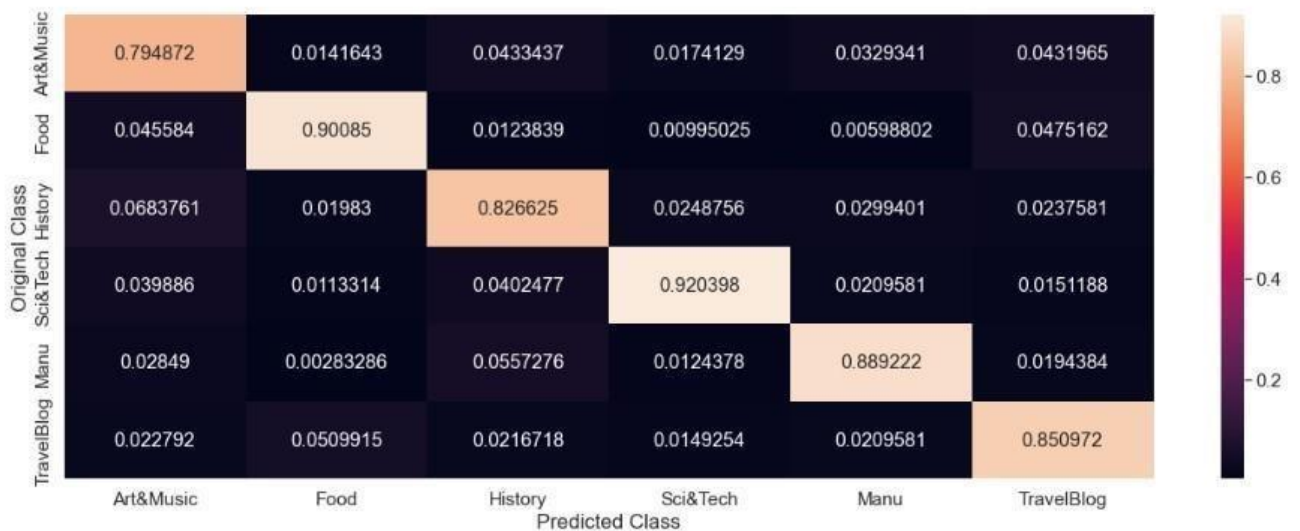 Art&Music 0.794872 0.0141643 0.0433437 0.0174129 0.0329341 0.0431965
Food 0.045584 0.90085 0.0123839 0.00995025 0.00598802 0.0475162
History 0.0683761 0.01983 0.826625 0.0248756 0.0299401 0.0237581
Sci&Tech 0.039886 0.0113314 0.0402477 0.920398 0.0209581 0.0151188
Manu 0.02849 0.00283286 0.0557276 0.0124378 0.889222 0.0194384
TravelBlog 0.022792 0.0509915 0.0216718 0.0149254 0.0209581 0.850972
Original Class
Art&Music Food History Sci&Tech Manu TravelBlog
Predicted Class
0.8
0.6
0.4
0.2